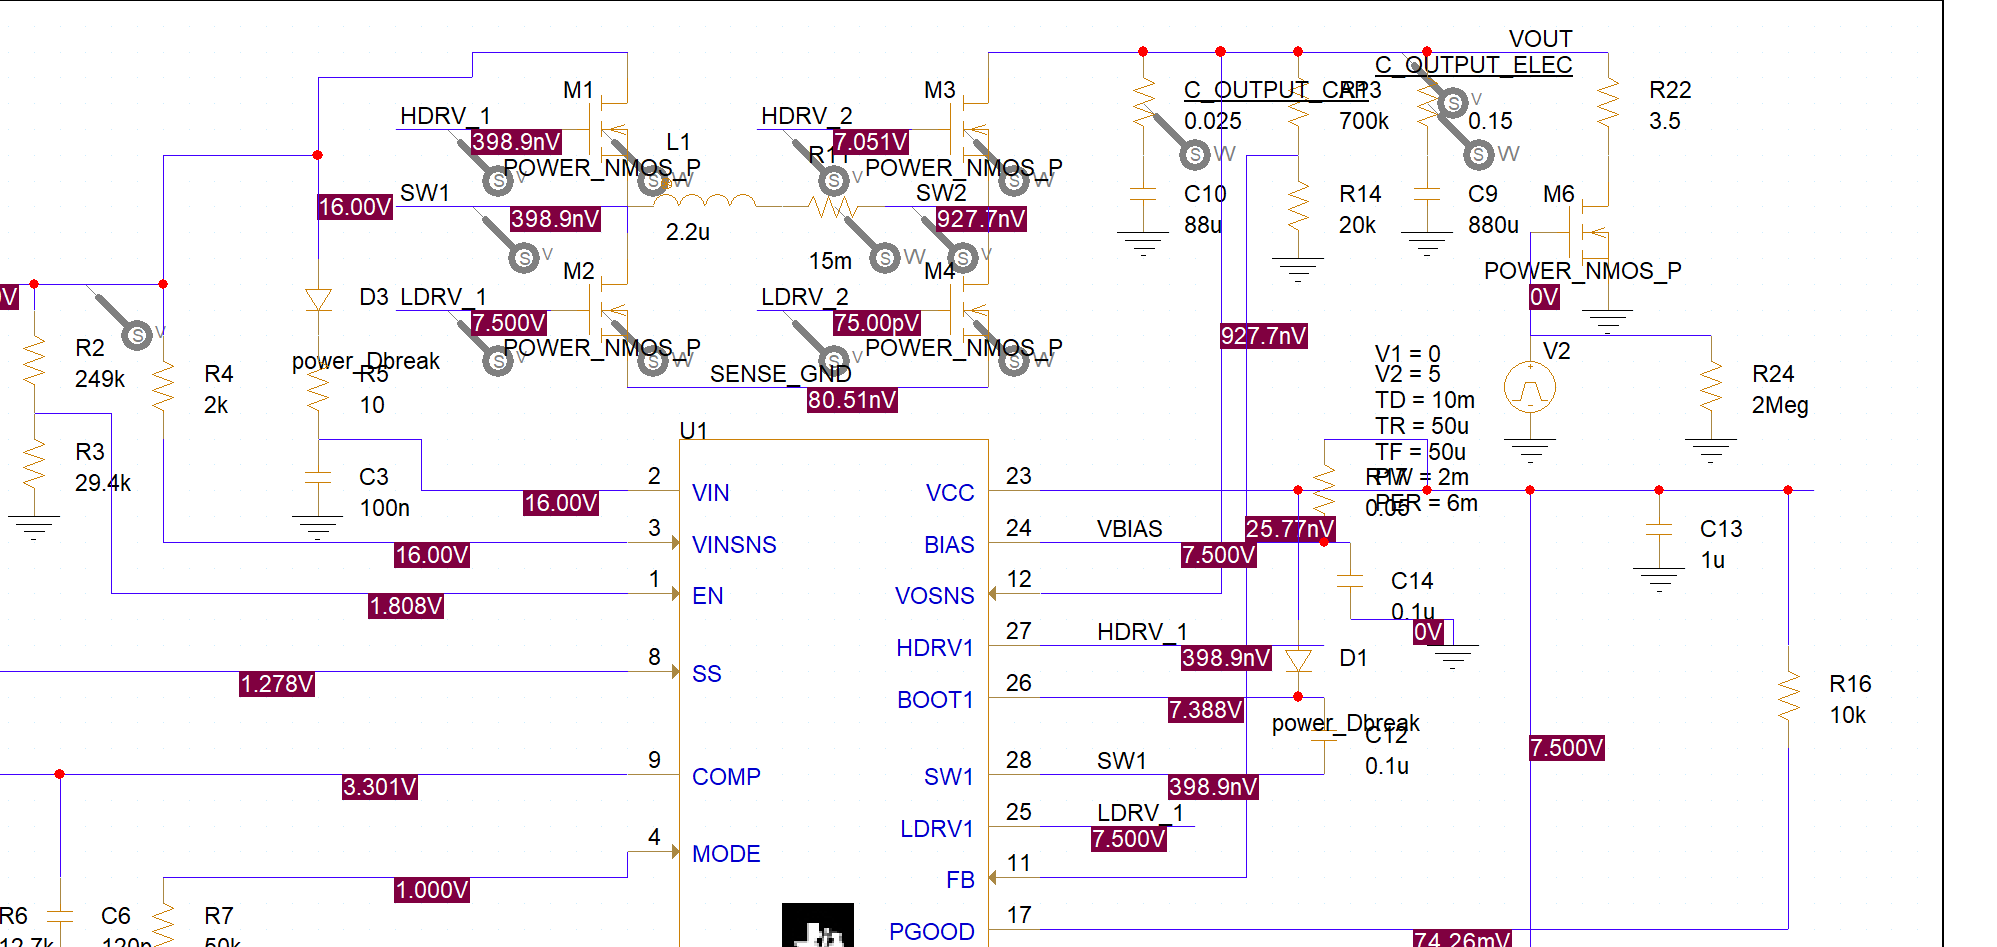 VOUT
C_OUTPUT_ELEC
M1
M3
C_OUTPUT_CAP
R13
R22
HDRV_1
HDRV_2
0.025
700k
V
0.15
3.5
398.9nV
7.051V
L1
R11
POWER_NMOS_P
POWER_NMOS_P
W
W
S V
S W
S V
S W
S
S
16.00V
SW1
SW2
C10
R14
C9
M6
398.9nV
927.7nV
2.2u
88u
20k
880u
15m
S V
S W
S V
M2
M4
POWER_NMOS_P
0V
D3
LDRV_1
LDRV_2
0V
7.500V
75.00pV
S V
927.7nV
R2
power_Dbreak
POWER_NMOS_P
POWER_NMOS_P
V1 = 0
V2
249k
R4
R5
S V
S W
S V
S W
SENSE_GND
V2 = 5
R24
2k
10
80.51nV
TD = 10m
2Meg
TR = 50u
U1
R3
TF = 50u
29.4k
C3
2
VIN
VCC
23
R17
PW = 2m
100n
16.00V
0.05
PER = 6m
3
VINSNS
BIAS
24
VBIAS
25.77nV
C13
16.00V
7.500V
1u
1
EN
VOSNS
12
C14
1.808V
0.1u
HDRV1
27
HDRV_1
0V
8
SS
398.9nV
D1
1.278V
BOOT1
26
7.388V
R16
power_Dbreak
10k
C12
9
COMP
SW1
28
SW1
0.1u
7.500V
3.301V
398.9nV
LDRV1
25
LDRV_1
4
MODE
7.500V
1.000V
FB
11
R6
C6
R7
PGOOD
17
12.7k
120n
50k
74.26mV